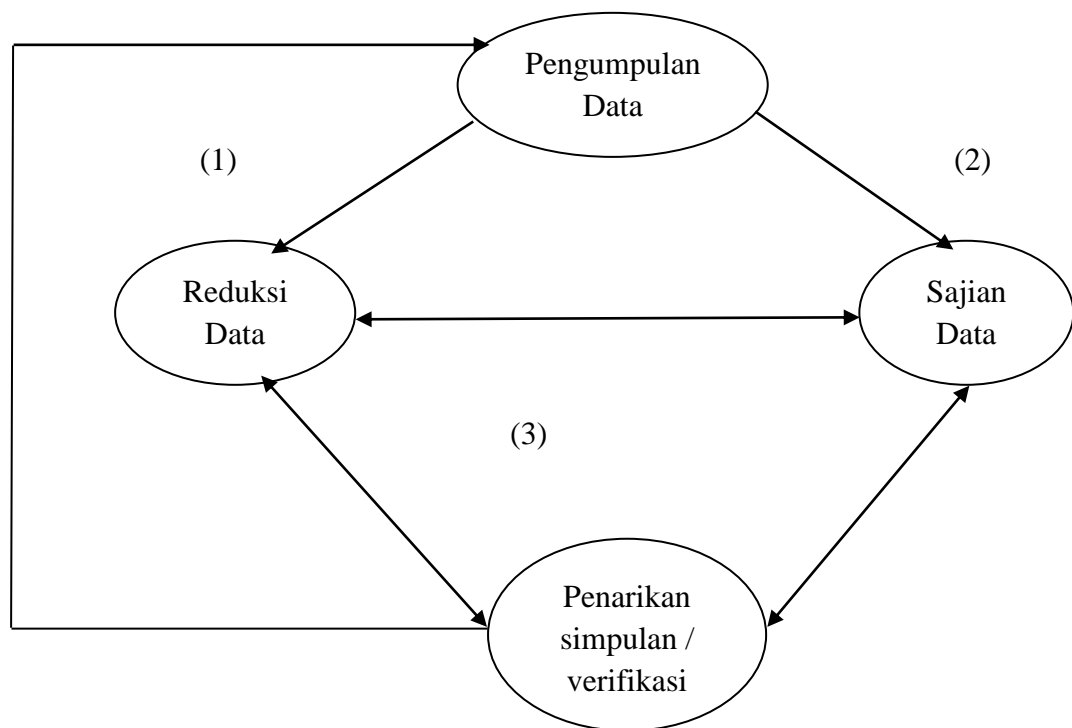 Pengumpulan
Data
(1)
(2)
Reduksi
Data
Sajian
Data
(3)
Penarikan
simpulan /
verifikasi